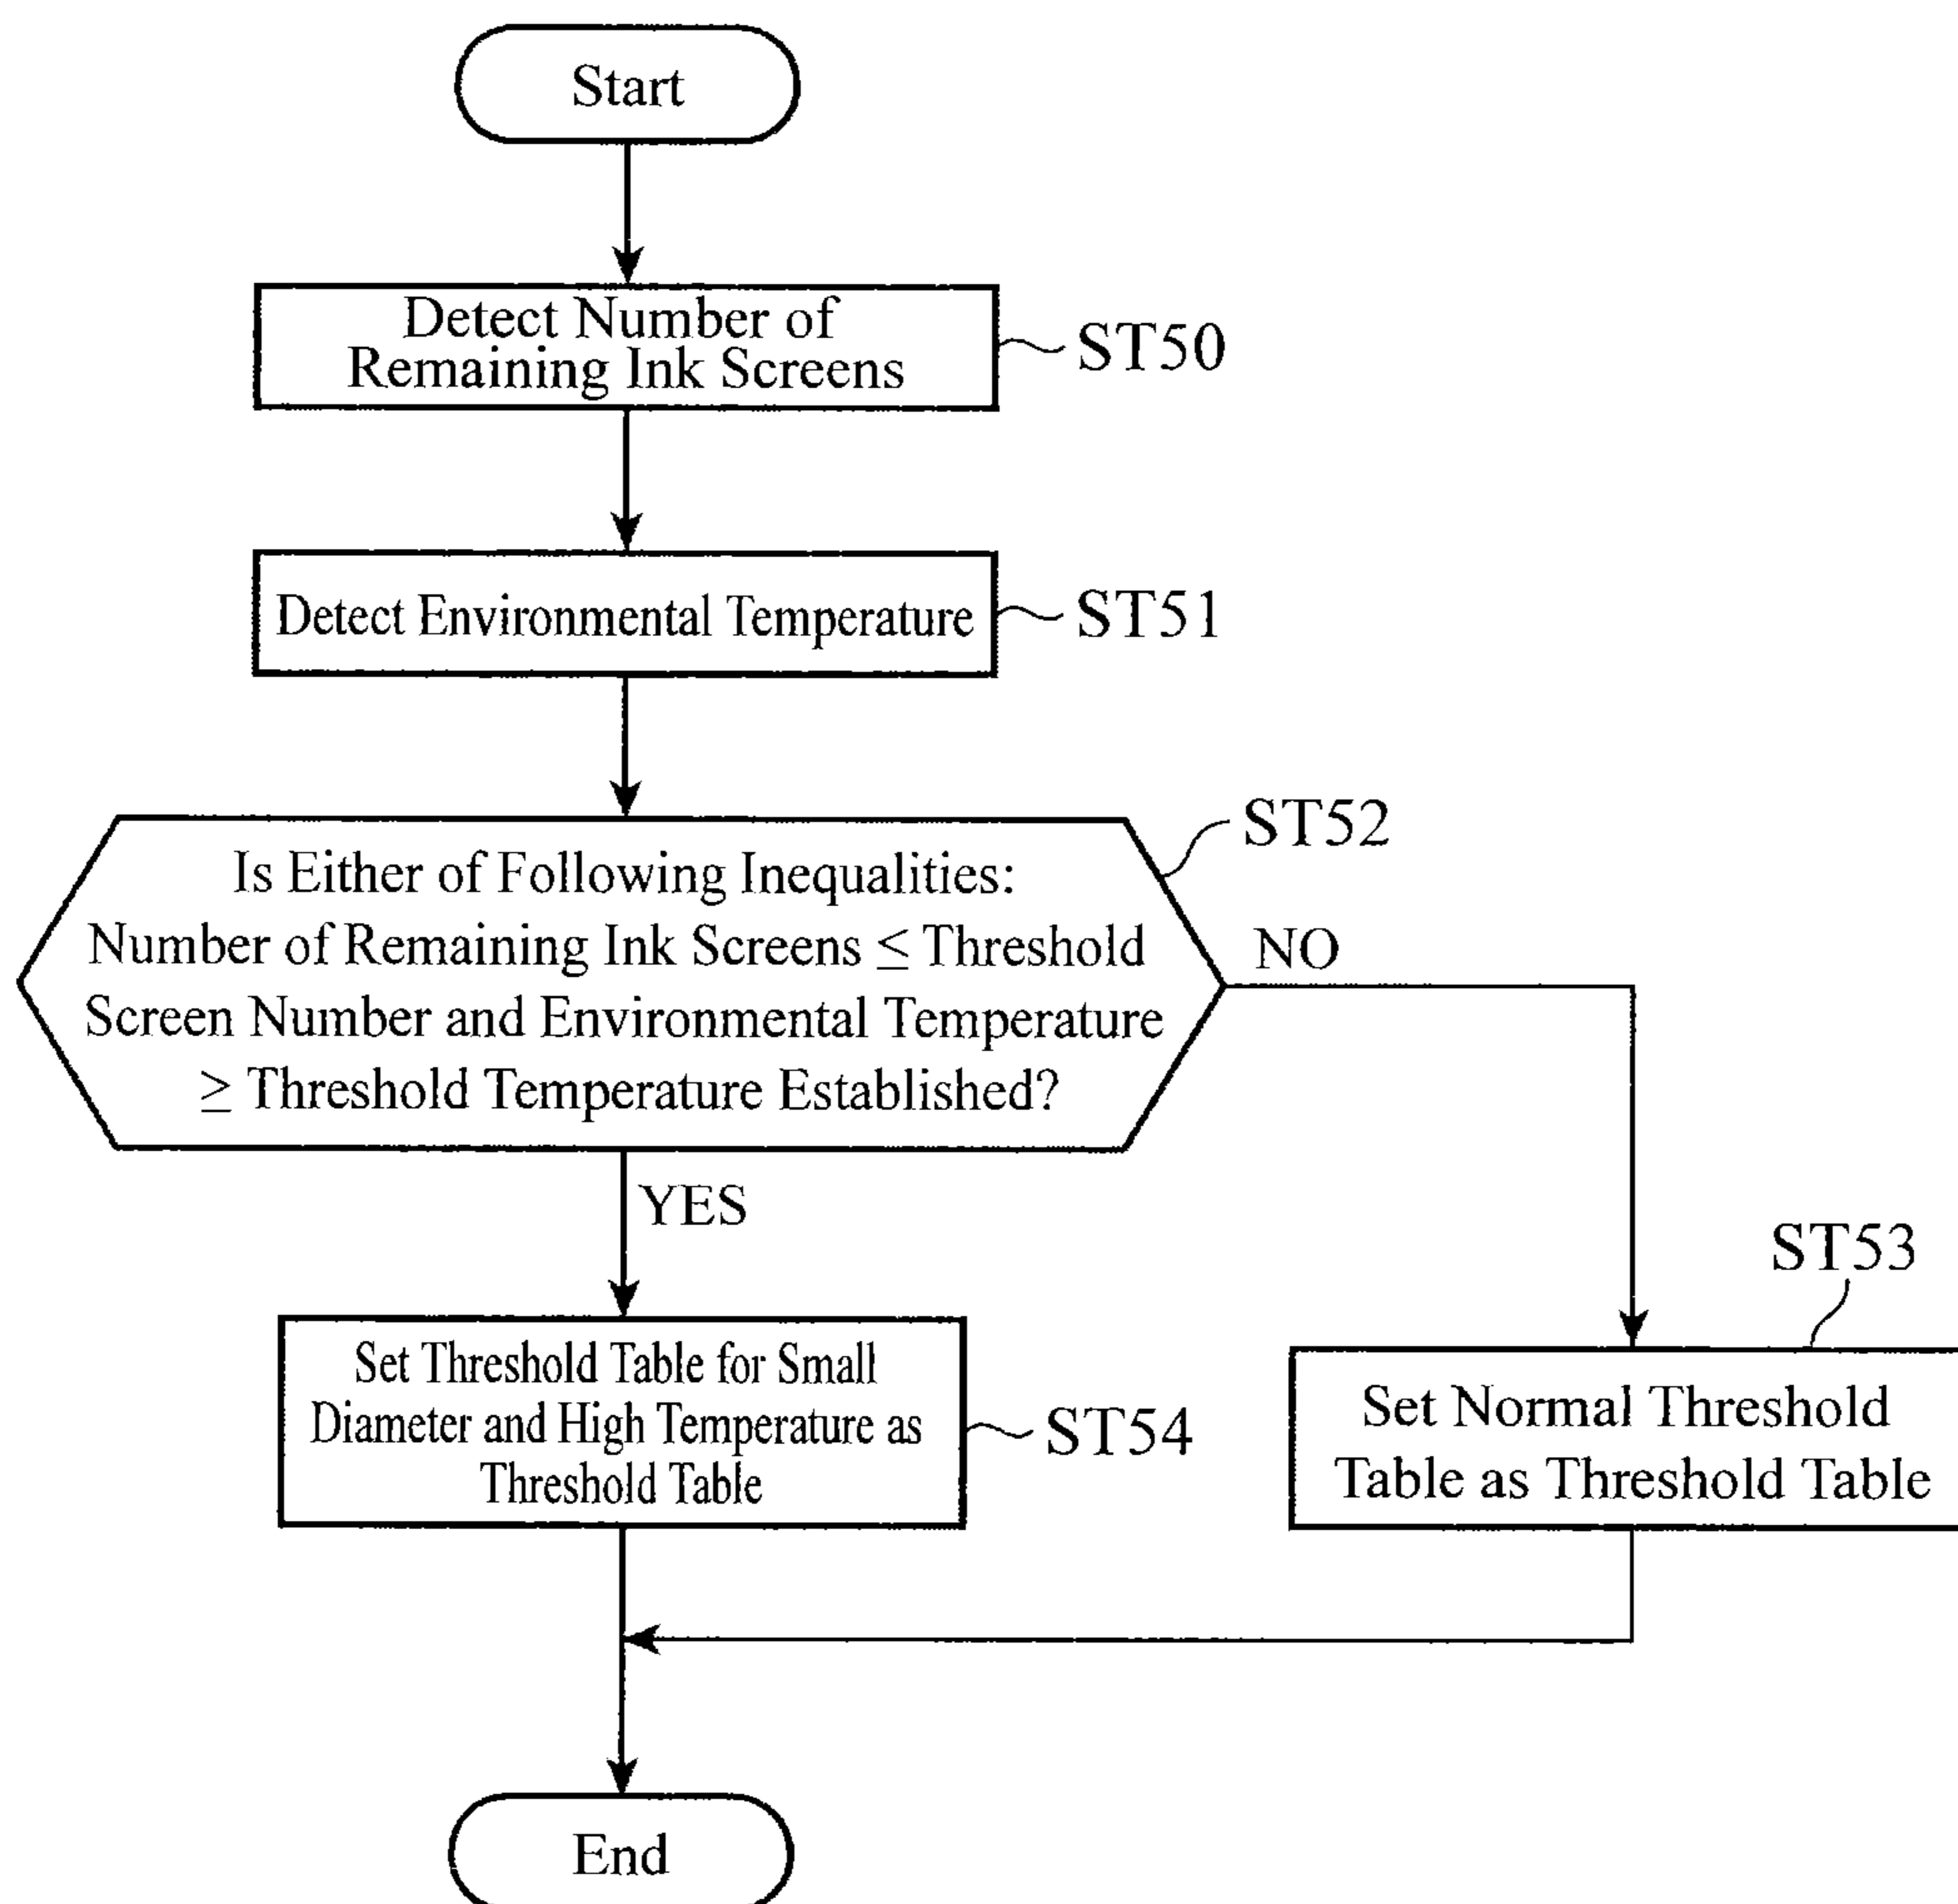 Start
Detect Number of
Remaining Ink Screens
ST50
Detect Environmental Temperature
ST51
ST52
Is Either of Following Inequalities:
Number of Remaining Ink Screens ≤ Threshold
Screen Number and Environmental Temperature
≥ Threshold Temperature Established?
NO
YES
ST53
Set Threshold Table for Small
Diameter and High Temperature as
Threshold Table
ST54
Set Normal Threshold
Table as Threshold Table
End